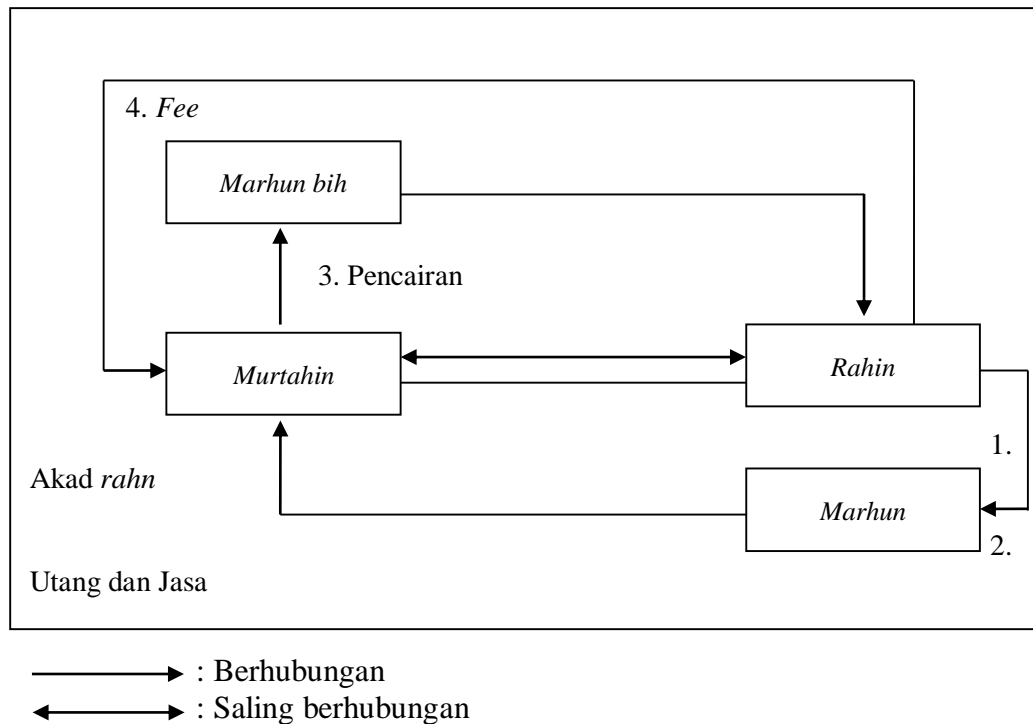 4. Fee
Marhun bih
3. Pencairan
Murtahin
Rahin
1.
Akad rahn
Marhun
2.
Utang dan Jasa
: Berhubungan
: Saling berhubungan